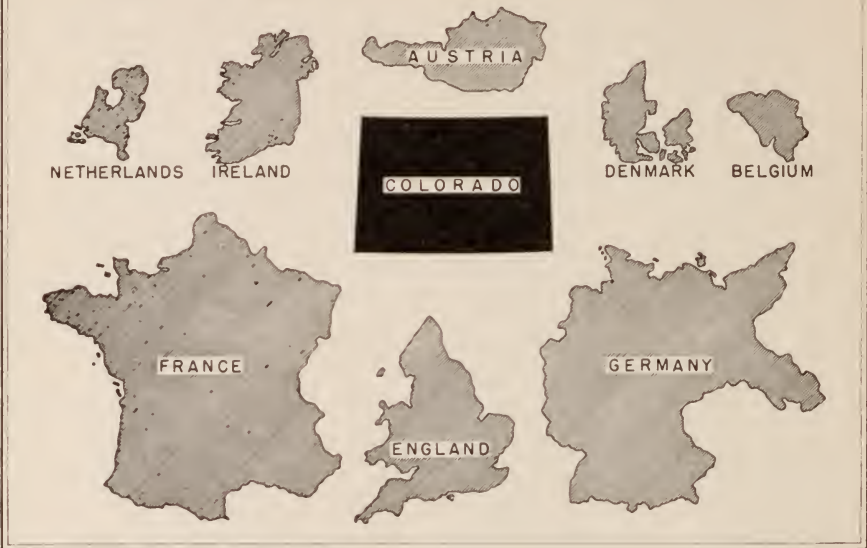 AUSTRIA
NETHERLANDS
IRELAND
COLORADO
DENMARK
BELGIUM
FRANCE
GERMANY
ENGLAND